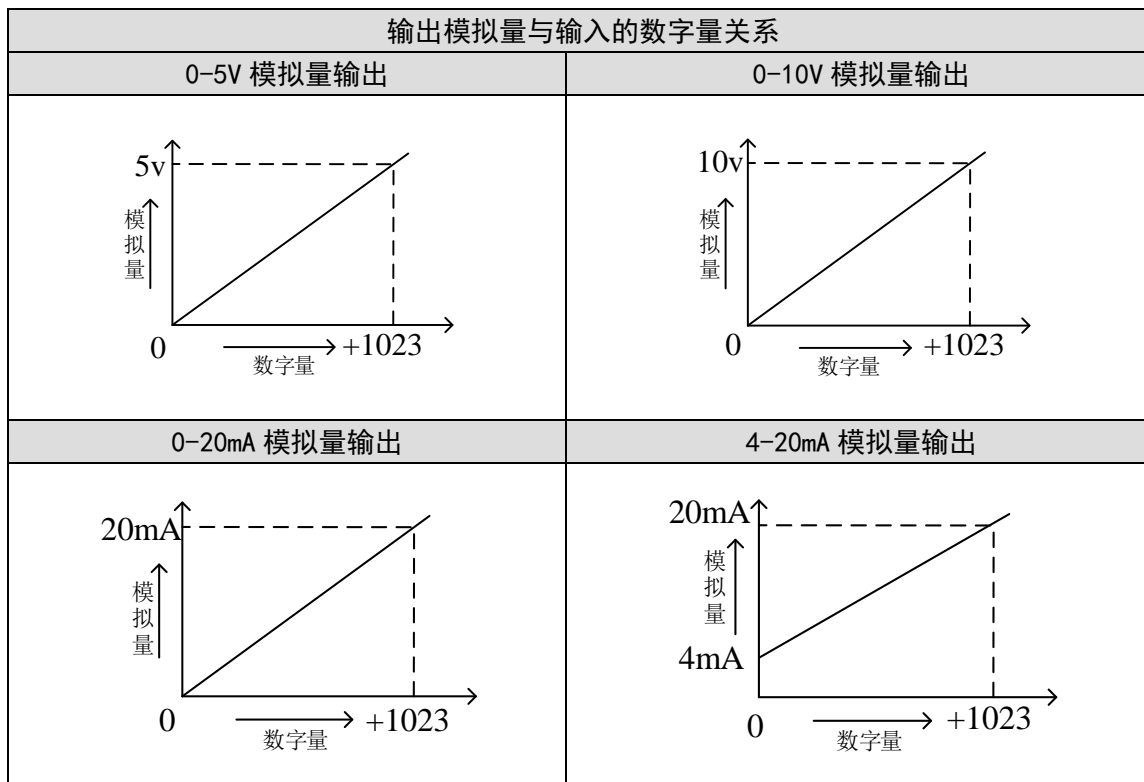 输出模拟量与输入的数字量关系
0-5V 模拟量输出
0-10V 模拟量输出
5v
模拟量
0
数字量
+1023
10v
模拟量
0
数字量
+1023
0-20mA 模拟量输出
4-20mA 模拟量输出
20mA
模拟量
0
数字量
+1023
20mA
模拟量
4mA
0
数字量
+1023